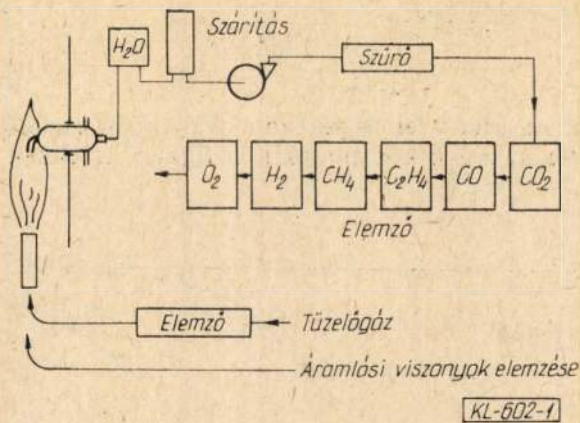 H₂O
Szárítás
Szűrő
O₂ H₂ CH₄ C₂H₄ CO CO₂
Elemző
Elemző Tüzelőgáz
Áramlási viszonyok elemzése
KL-602-1